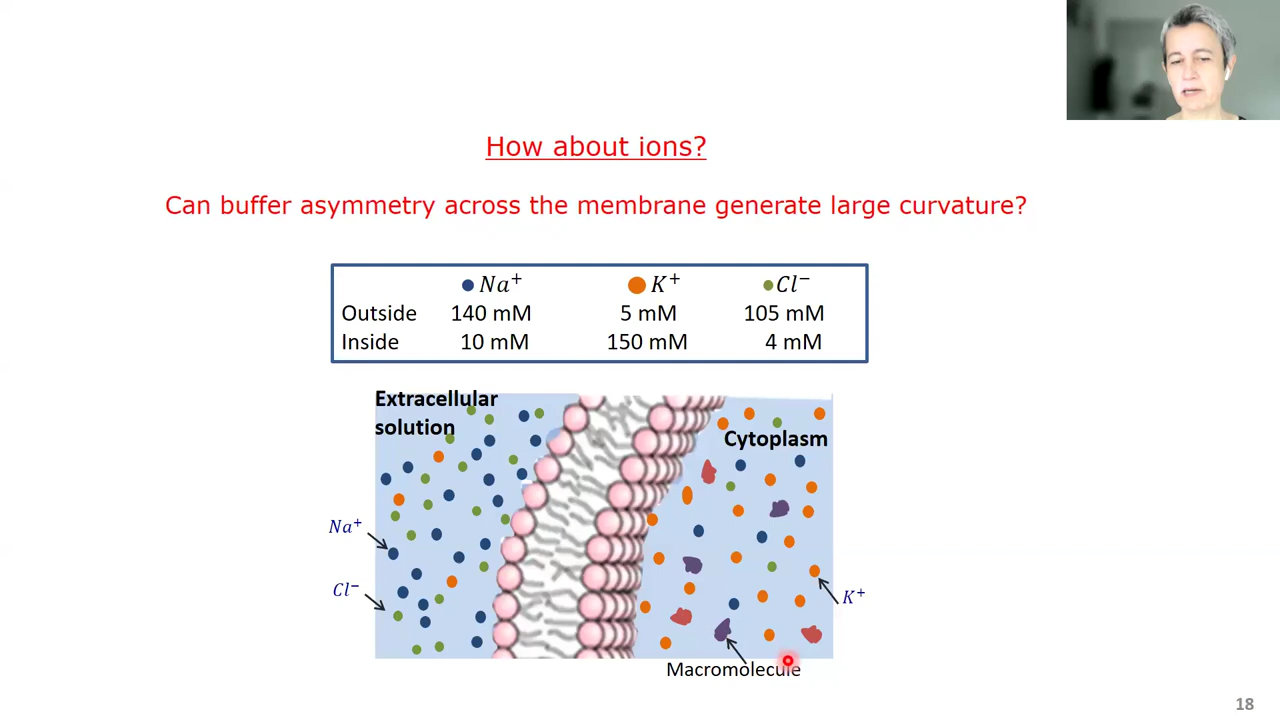 How about ions?
Can buffer asymmetry across the membrane generate large curvature?
Na⁺ K⁺ Cl⁻
Outside 140 mM 5 mM 105 mM
Inside 10 mM 150 mM 4 mM
Extracellular
solution
Cytoplasm
Na⁺
Cl⁻
K⁺
Macromolecule
18